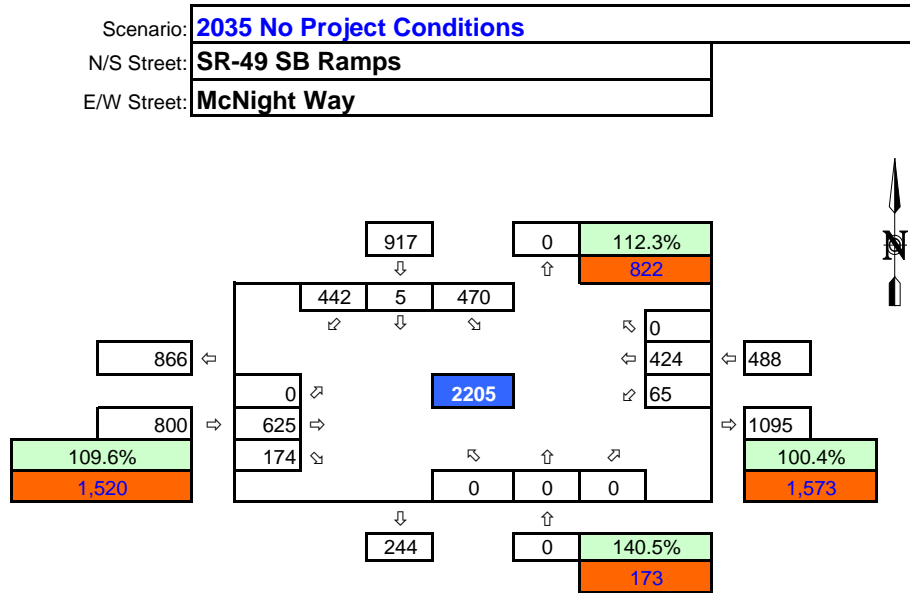 Scenario: 2035 No Project Conditions
N/S Street: SR-49 SB Ramps
E/W Street: McNight Way
N
917 0 112.3%
⇩ ⇧ 822
442 5 470
⬃ ⇩ ⬂ ⬁ 0
866 ⇦ ⇦ 424 ⇦ 488
0 ⬀ 2205 ⬃ 65
800 ⇨ 625 ⇨ ⇨ 1095
109.6% 174 ⬂ ⬁ ⇧ ⬀ 100.4%
1,520 0 0 0 1,573
⇩ ⇧
244 0 140.5%
173